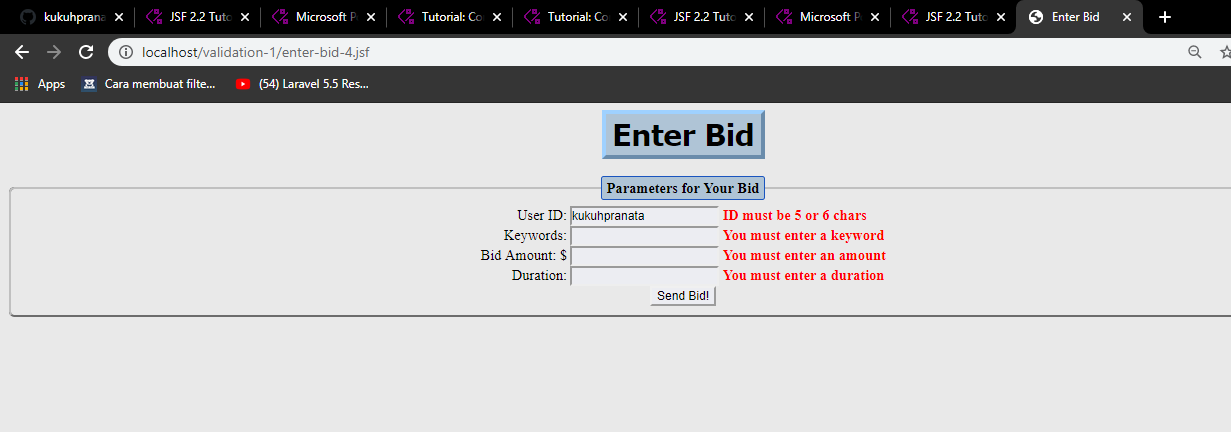 kukuhprana
JSF 2.2 Tuto
Microsoft P
Tutorial: Co
Tutorial: Co
JSF 2.2 Tuto
Microsoft P
JSF 2.2 Tuto
Enter Bid
localhost/validation-1/enter-bid-4.jsf
Apps
Cara membuat filte...
(54) Laravel 5.5 Res...
Enter Bid
Parameters for Your Bid
User ID: kukuhpranata ID must be 5 or 6 chars
Keywords: You must enter a keyword
Bid Amount: $ You must enter an amount
Duration: You must enter a duration
Send Bid!